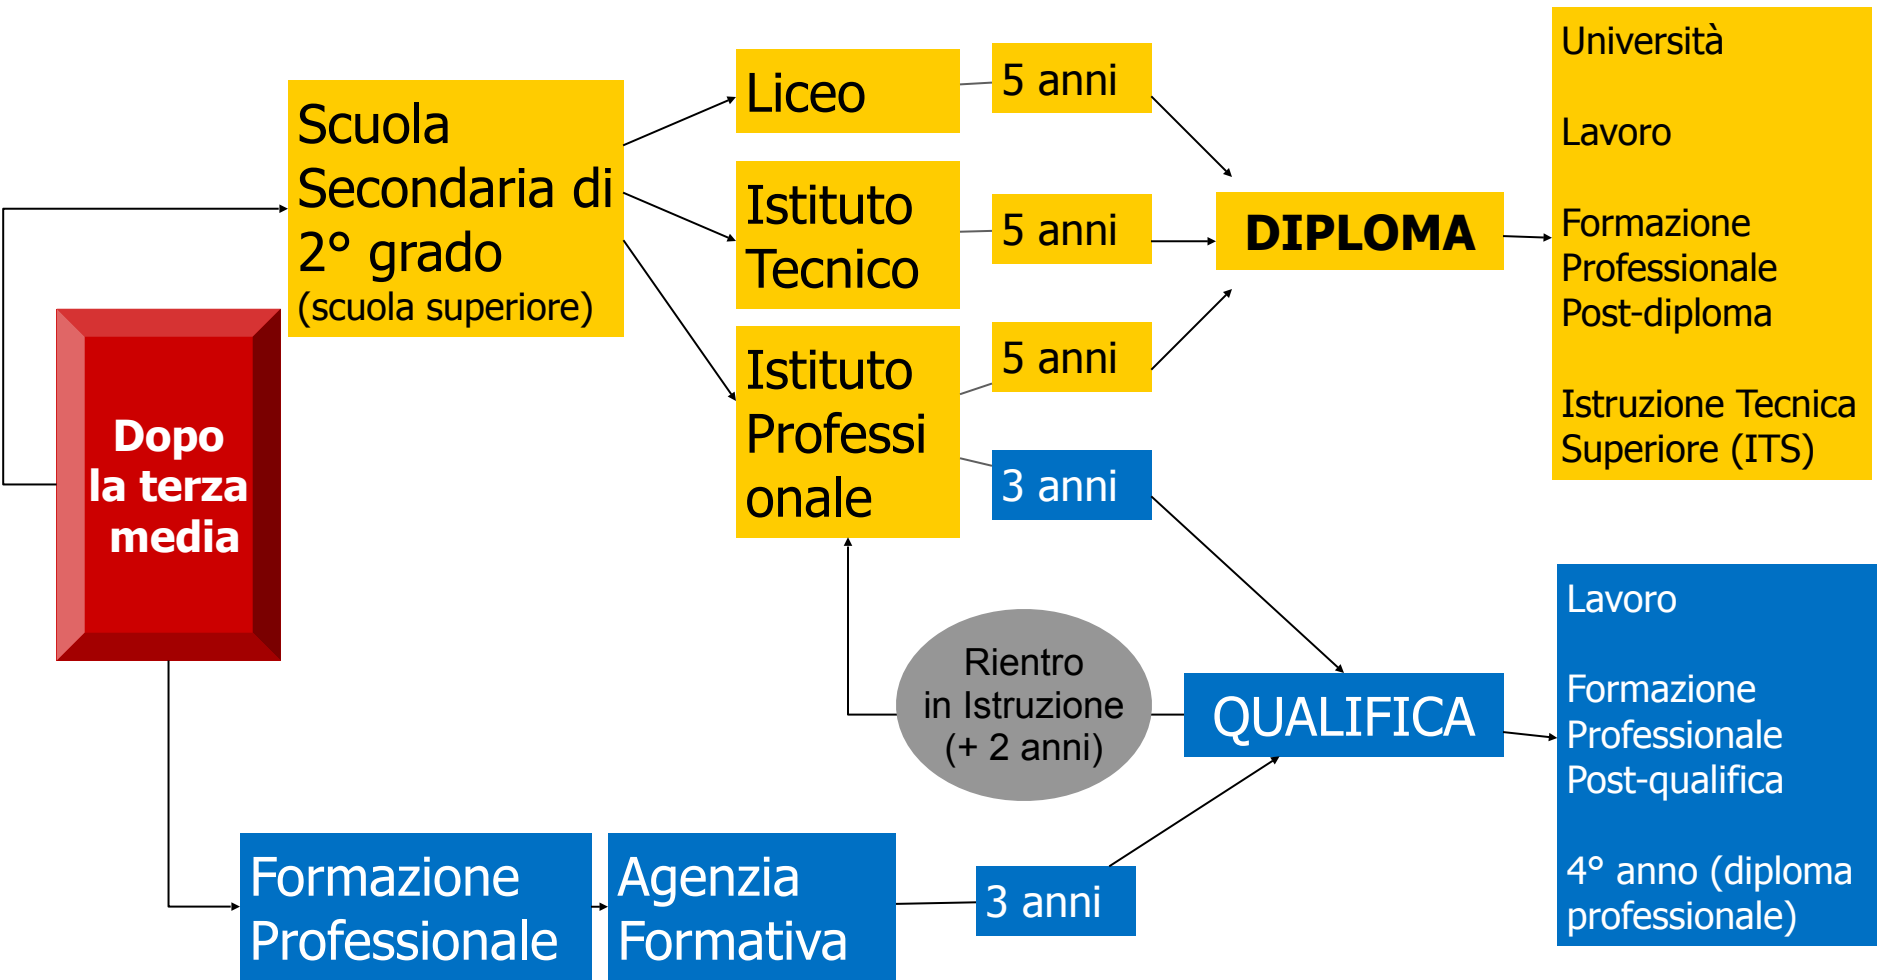 Dopo
la terza
media
Scuola
Secondaria di
2° grado
(scuola superiore)
Liceo
5 anni
Istituto
Tecnico
5 anni
Istituto
Professi
onale
5 anni
3 anni
DIPLOMA
Università
Lavoro
Formazione
Professionale
Post-diploma
Istruzione Tecnica
Superiore (ITS)
Rientro
in Istruzione
(+ 2 anni)
QUALIFICA
Lavoro
Formazione
Professionale
Post-qualifica
4° anno (diploma
professionale)
Formazione
Professionale
Agenzia
Formativa
3 anni